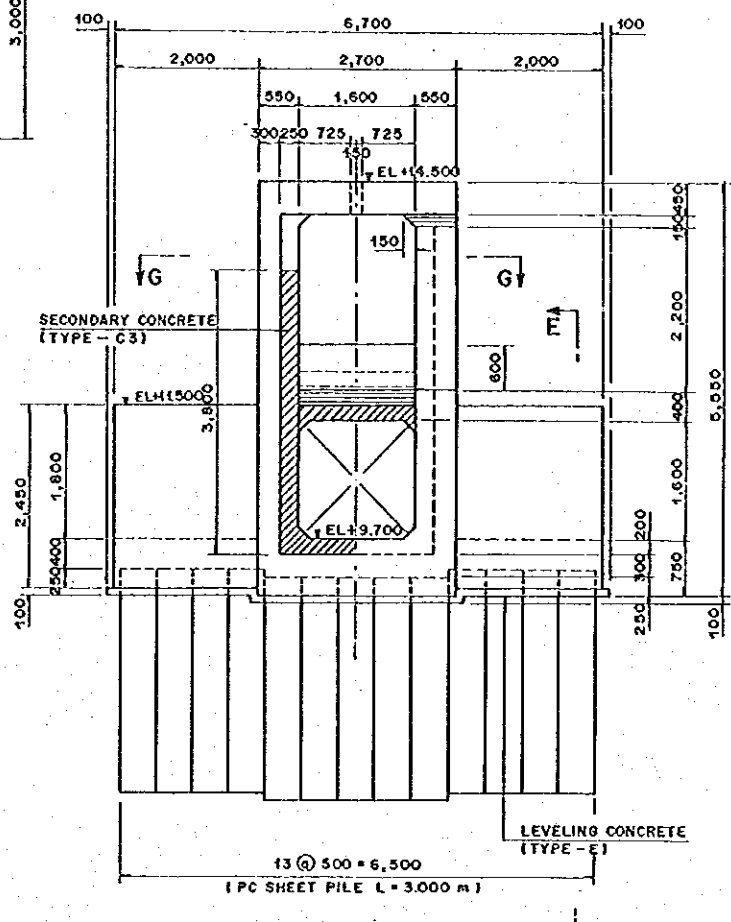 3,000
100 6,700 100
2,000 2,700 2,000
550 1,600 550
300 250 725 725
150
EL+14.500
150
G G
SECONDARY CONCRETE
(TYPE-C3)
E
600
3,800
EL+11.500
EL+9.700
2,450
1,800
400
250
100
150 450
2,200
400
1,600
750
5,550
100
200
300
250
LEVELING CONCRETE
(TYPE-E)
13 @ 500 = 6,500
(PC SHEET PILE L = 3.000 m)